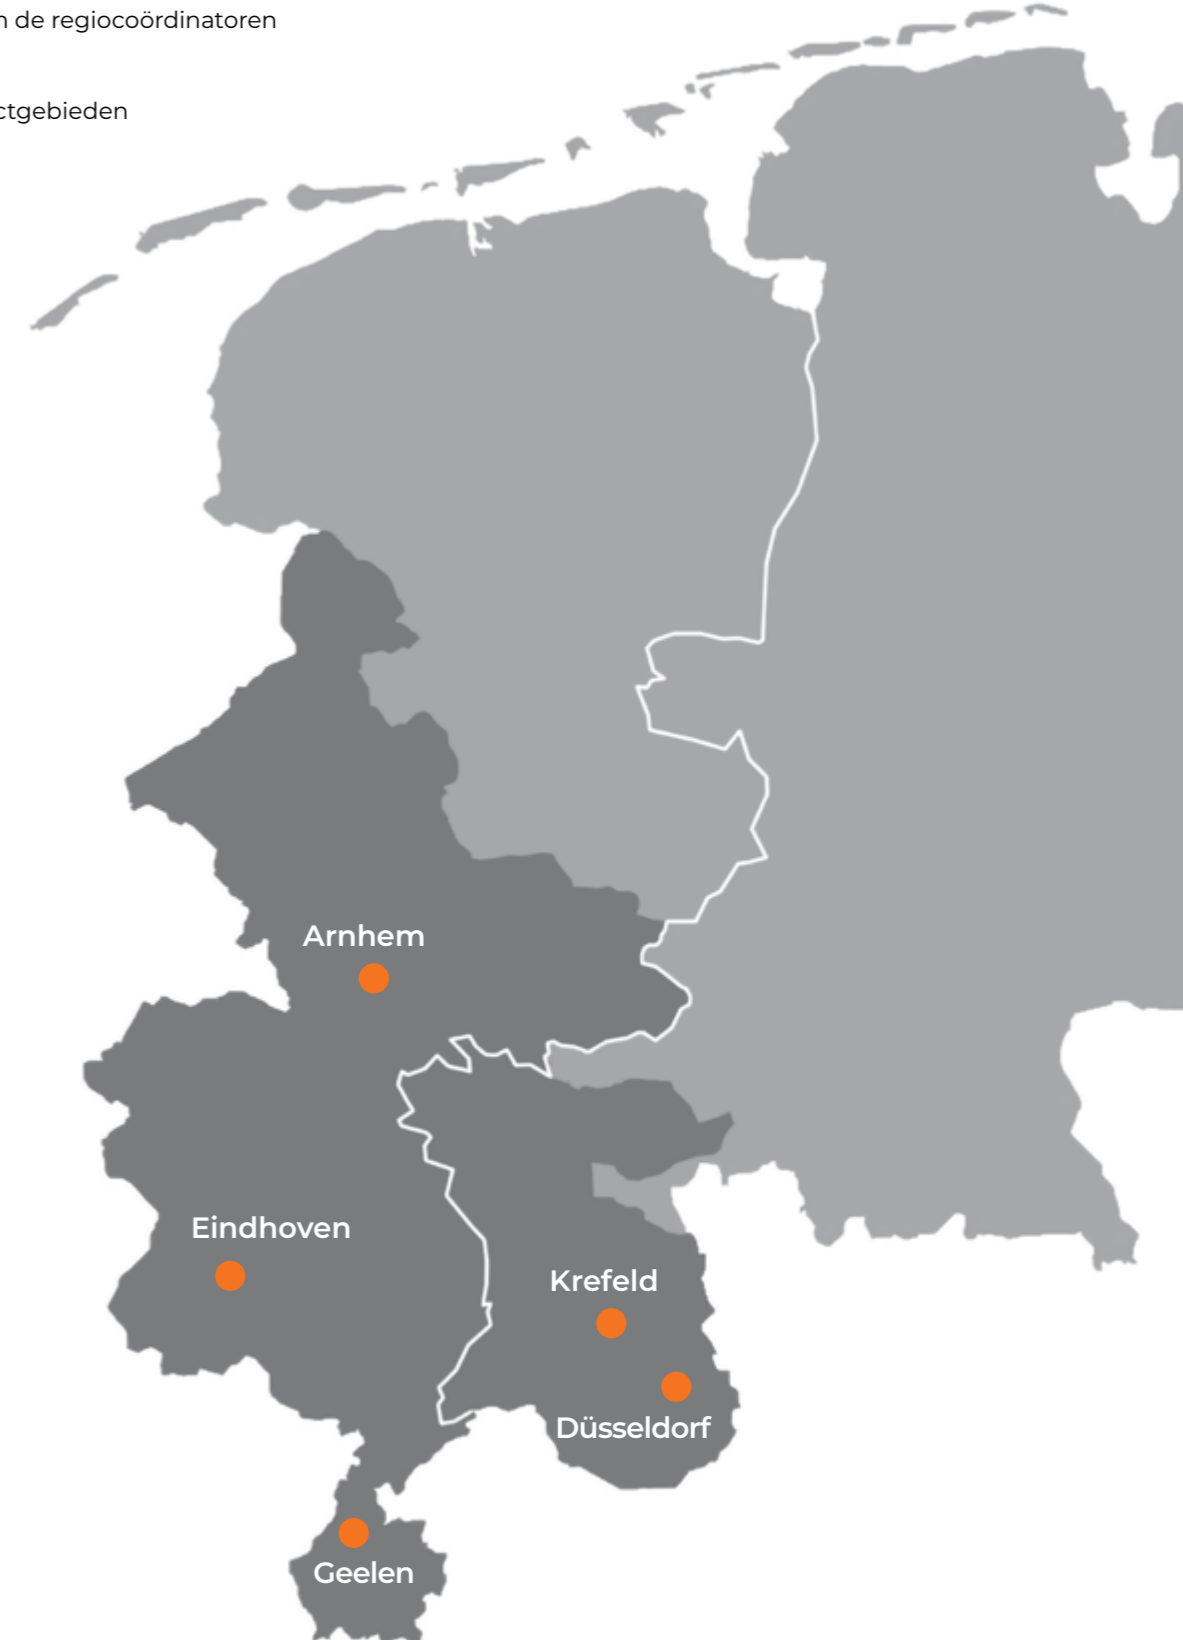 n de regiocoördinatoren
ctgebieden
Arnhem
Eindhoven
Krefeld
Düsseldorf
Geelen